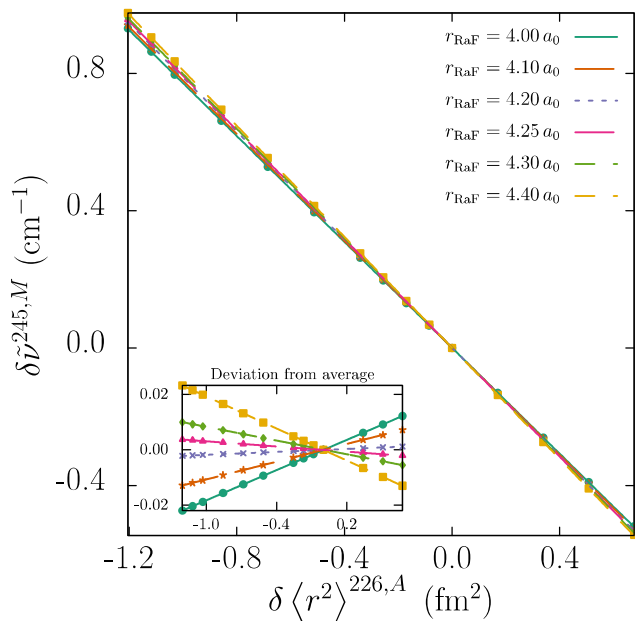 r_RaF = 4.00 a_0
r_RaF = 4.10 a_0
r_RaF = 4.20 a_0
r_RaF = 4.25 a_0
r_RaF = 4.30 a_0
r_RaF = 4.40 a_0
0.8
0.4
0.0
-0.4
δν̃^{245,M} (cm^{−1})
Deviation from average
0.02
0.00
-0.02
-1.0 -0.4 0.2
-1.2 -0.8 -0.4 0.0 0.4
δ ⟨r^2⟩^{226,A} (fm^2)